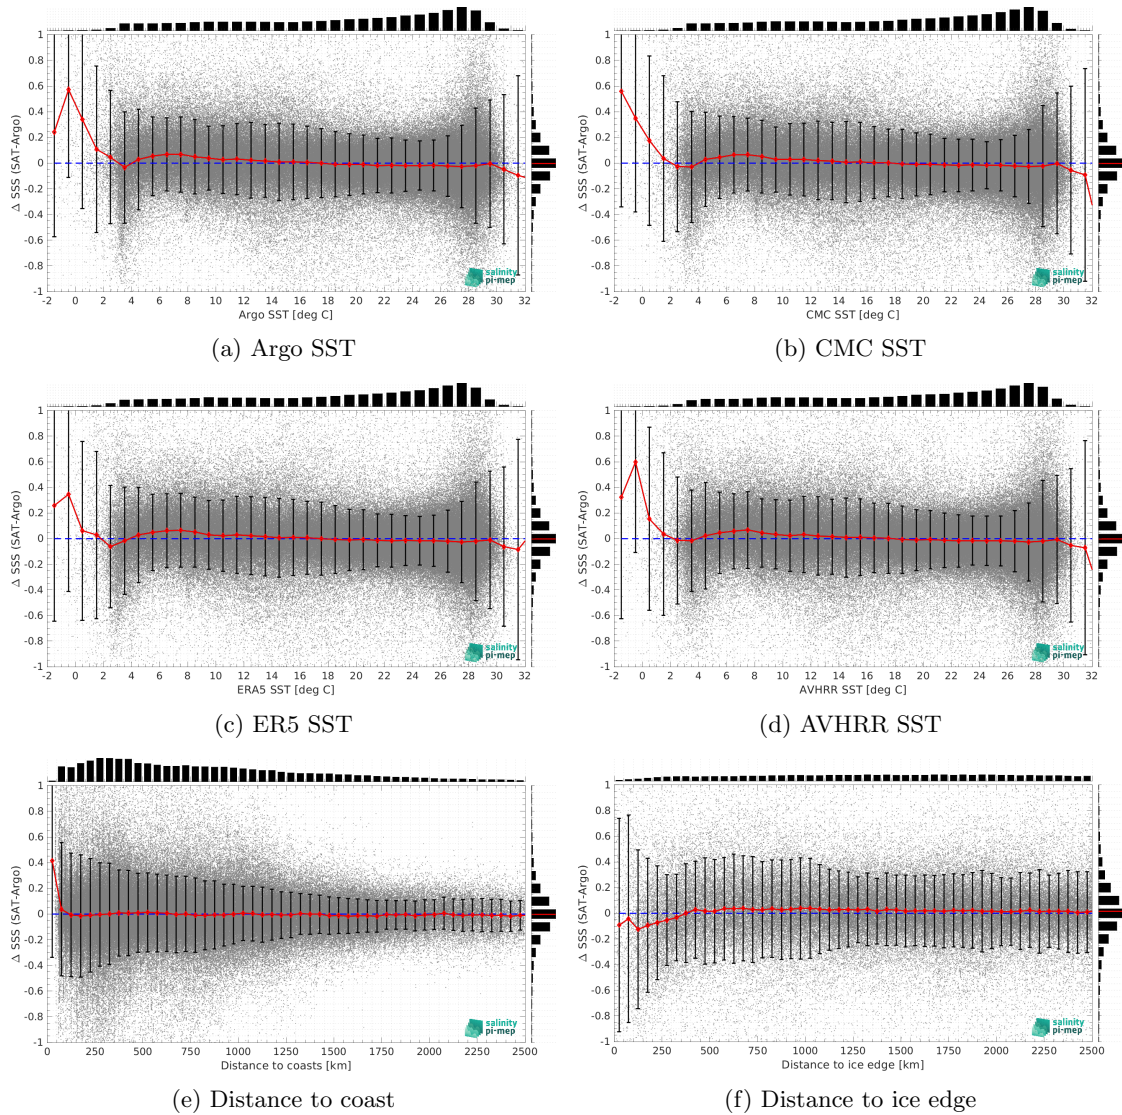 1
0.8
0.6
0.4
0.2
0
-0.2
-0.4
-0.6
-0.8
-1
Δ SSS (SAT-Argo)
-2 0 2 4 6 8 10 12 14 16 18 20 22 24 26 28 30 32
Argo SST [deg C]
salinity
pi-mep
(a) Argo SST
1
0.8
0.6
0.4
0.2
0
-0.2
-0.4
-0.6
-0.8
-1
Δ SSS (SAT-Argo)
-2 0 2 4 6 8 10 12 14 16 18 20 22 24 26 28 30 32
CMC SST [deg C]
salinity
pi-mep
(b) CMC SST
1
0.8
0.6
0.4
0.2
0
-0.2
-0.4
-0.6
-0.8
-1
Δ SSS (SAT-Argo)
-2 0 2 4 6 8 10 12 14 16 18 20 22 24 26 28 30 32
ERA5 SST [deg C]
salinity
pi-mep
(c) ER5 SST
1
0.8
0.6
0.4
0.2
0
-0.2
-0.4
-0.6
-0.8
-1
Δ SSS (SAT-Argo)
-2 0 2 4 6 8 10 12 14 16 18 20 22 24 26 28 30 32
AVHRR SST [deg C]
salinity
pi-mep
(d) AVHRR SST
1
0.8
0.6
0.4
0.2
0
-0.2
-0.4
-0.6
-0.8
-1
Δ SSS (SAT-Argo)
0 250 500 750 1000 1250 1500 1750 2000 2250 2500
Distance to coasts [km]
salinity
pi-mep
(e) Distance to coast
1
0.8
0.6
0.4
0.2
0
-0.2
-0.4
-0.6
-0.8
-1
Δ SSS (SAT-Argo)
0 250 500 750 1000 1250 1500 1750 2000 2250 2500
Distance to ice edge [km]
salinity
pi-mep
(f) Distance to ice edge